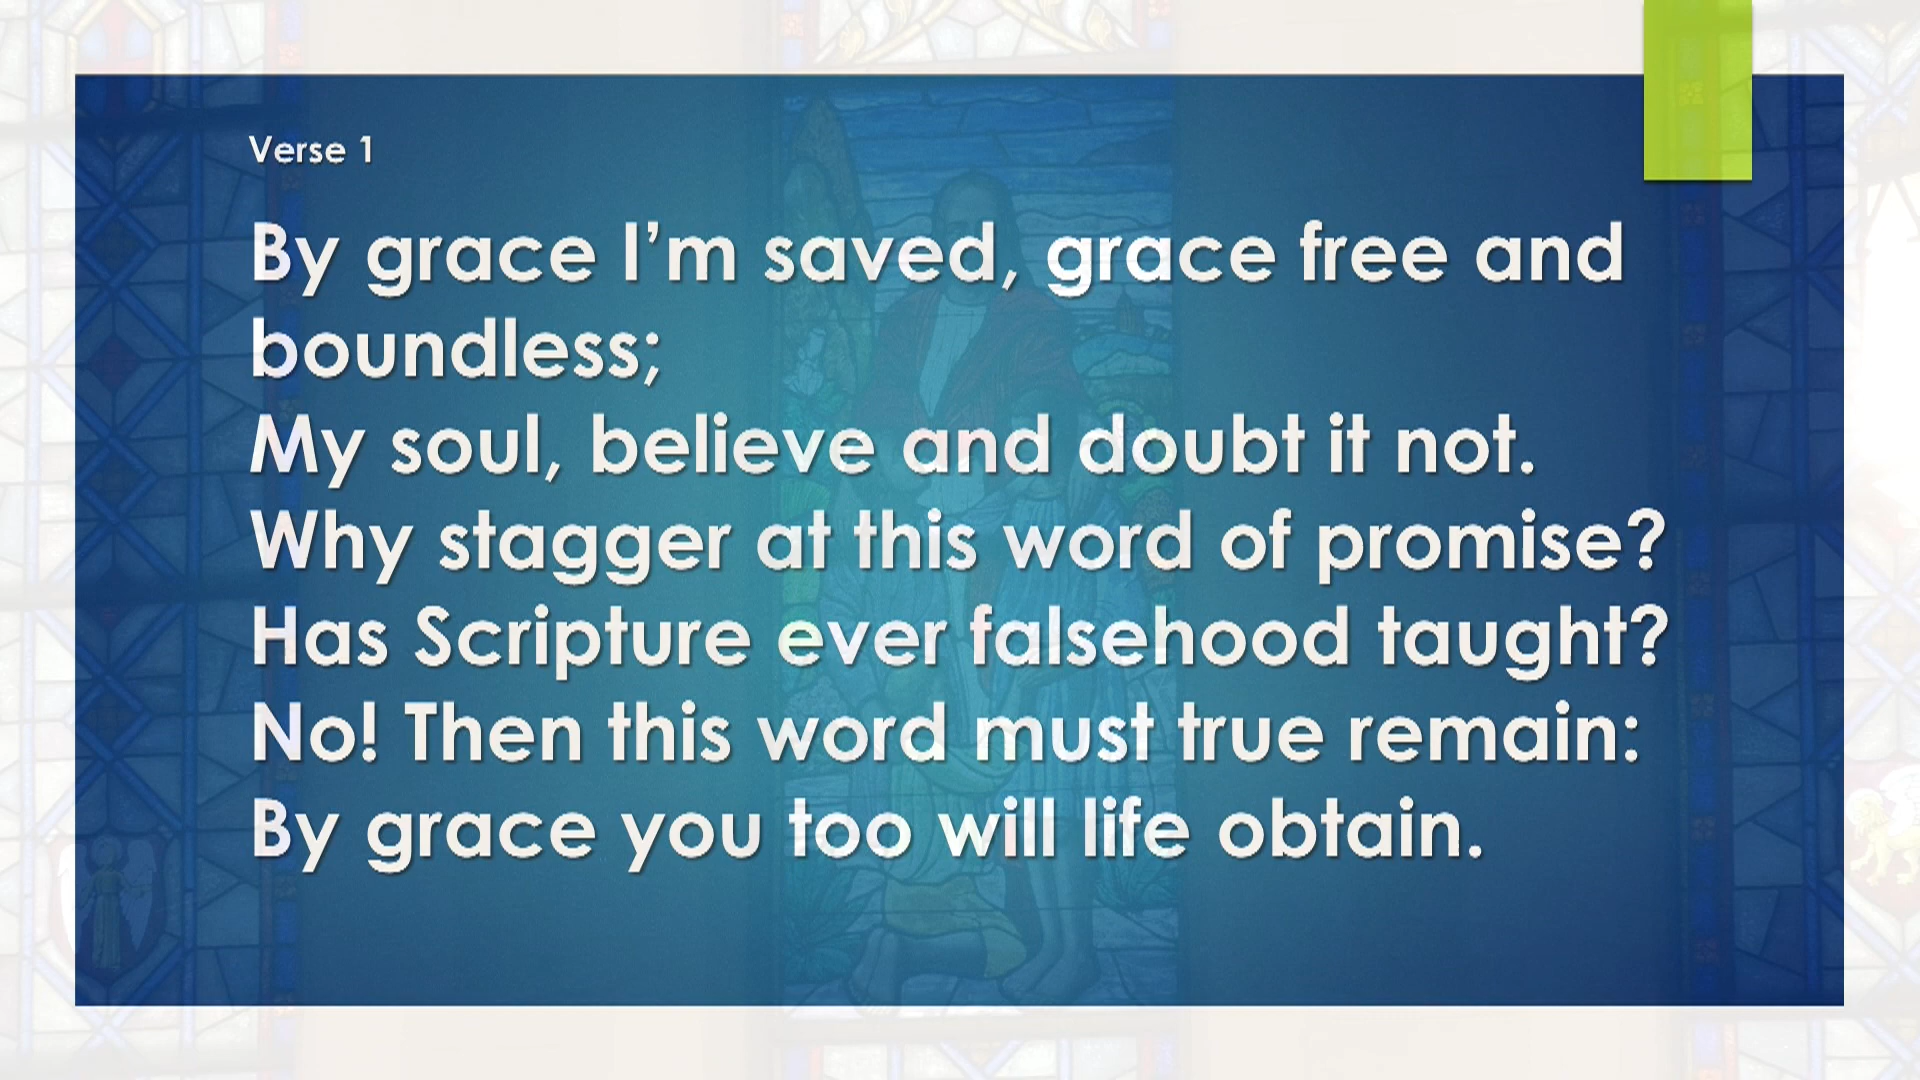 Verse 1
By grace I’m saved, grace free and
boundless;
My soul, believe and doubt it not.
Why stagger at this word of promise?
Has Scripture ever falsehood taught?
No! Then this word must true remain:
By grace you too will life obtain.